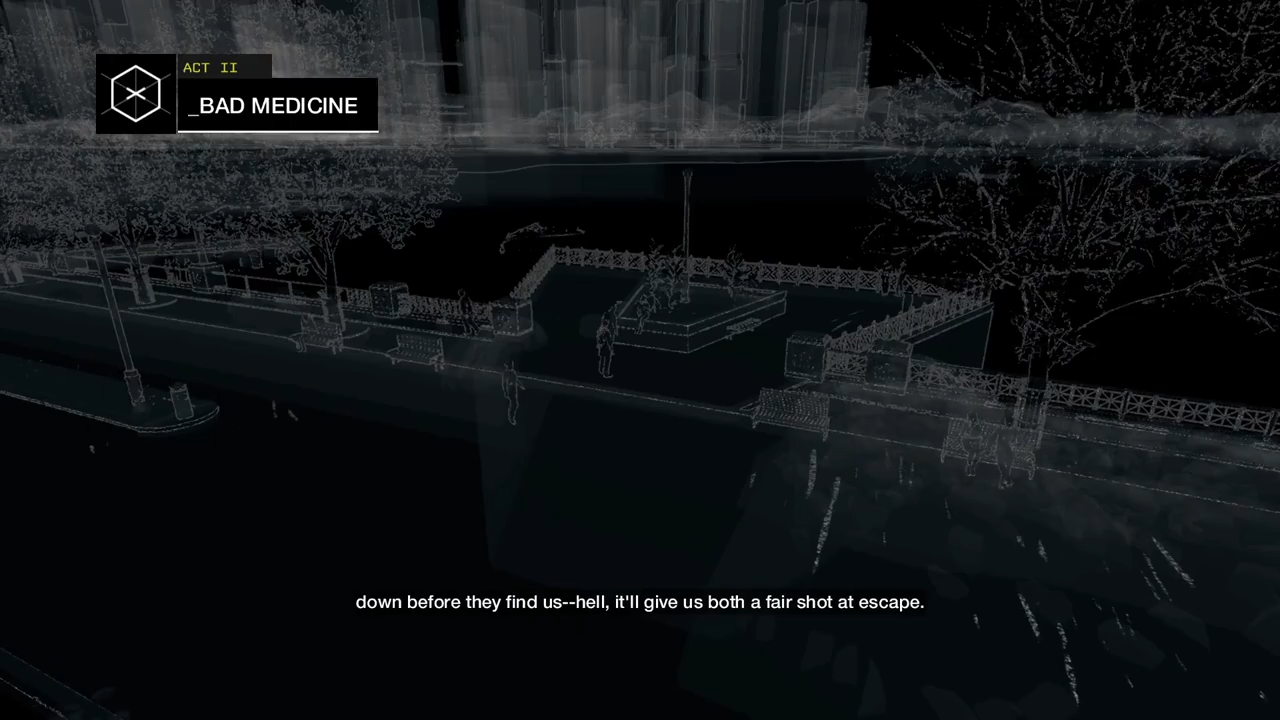 ACT II
_BAD MEDICINE
down before they find us--hell, it'll give us both a fair shot at escape.